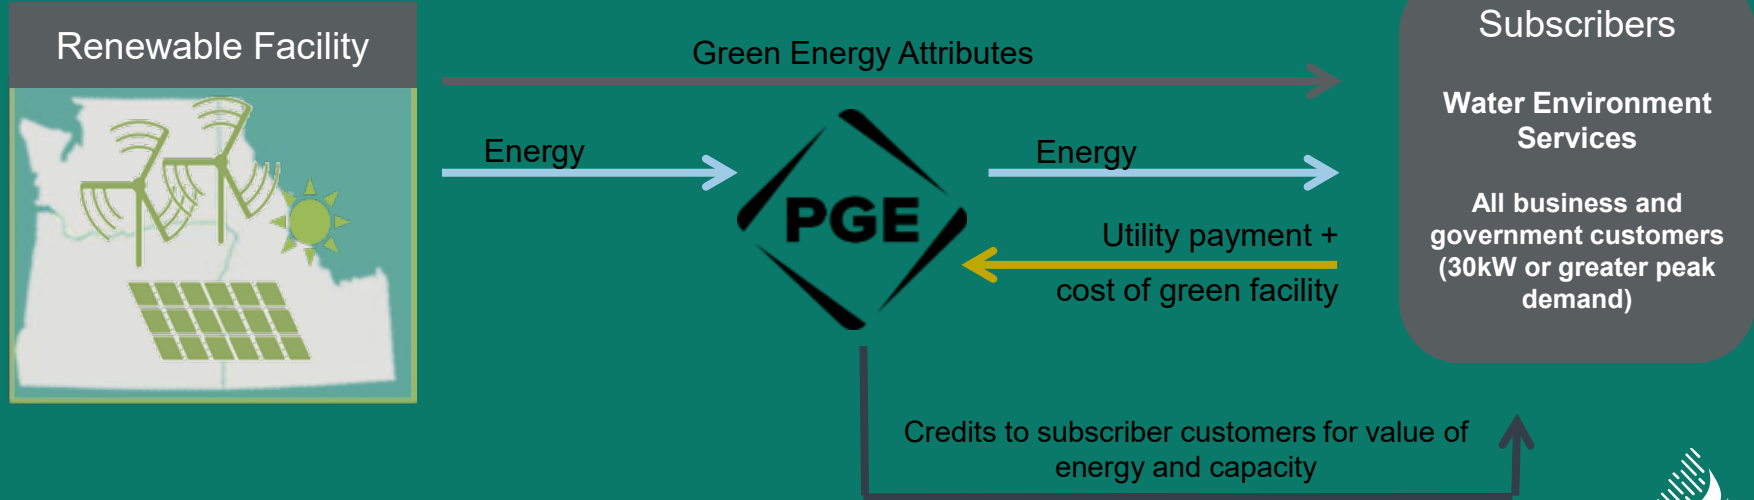 Renewable Facility
Green Energy Attributes
Energy
PGE
Energy
Utility payment +
cost of green facility
Credits to subscriber customers for value of
energy and capacity
Subscribers
Water Environment
Services
All business and
government customers
(30kW or greater peak
demand)